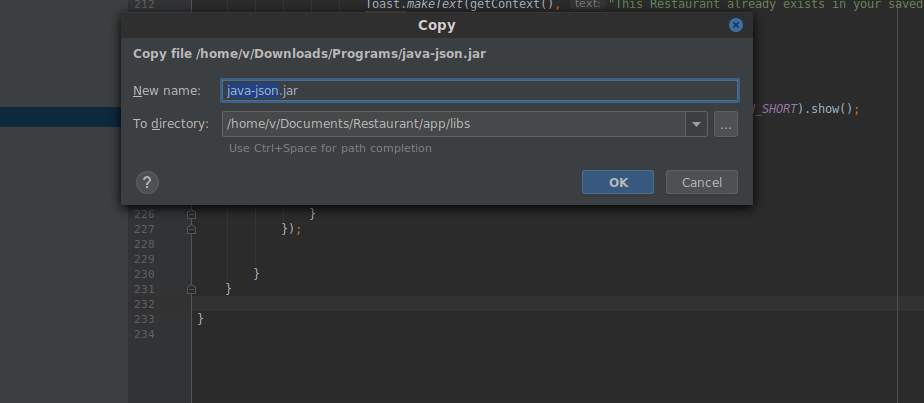 212 Toast.makeText(getContext(), text: "This Restaurant already exists in your saved
Copy
Copy file /home/v/Downloads/Programs/java-json.jar
New name: java-json.jar
_SHORT).show();
To directory: /home/v/Documents/Restaurant/app/libs ...
Use Ctrl+Space for path completion
? OK Cancel
226 }
227 });
228
229
230 }
231 }
232
233 }
234